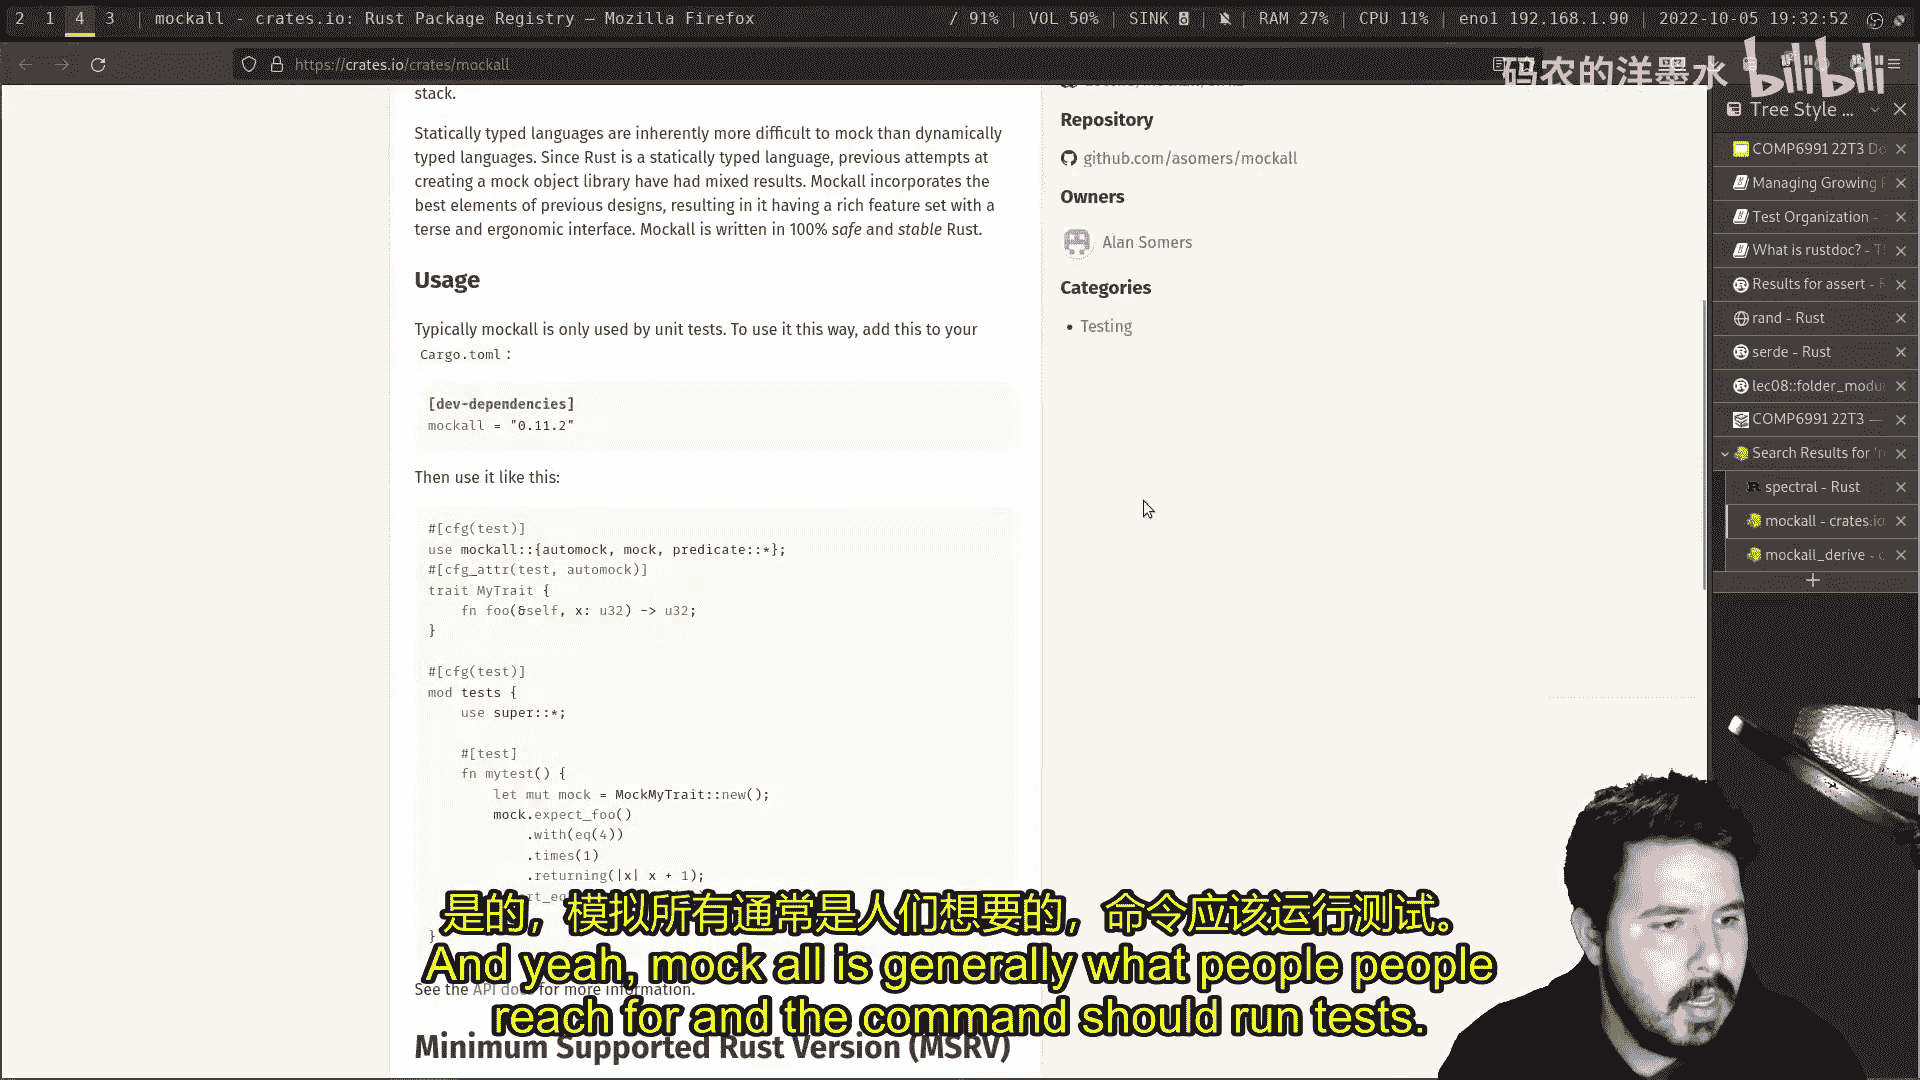 2 1 4 3 | mockall - crates.io: Rust Package Registry — Mozilla Firefox
/ 91% | VOL 50% | SINK | | RAM 27% | CPU 11% | eno1 192.168.1.90 | 2022-10-05 19:32:52
https://crates.io/crates/mockall
码农的洋墨水 bilibili
stack.
Statically typed languages are inherently more difficult to mock than dynamically
typed languages. Since Rust is a statically typed language, previous attempts at
creating a mock object library have had mixed results. Mockall incorporates the
best elements of previous designs, resulting in it having a rich feature set with a
terse and ergonomic interface. Mockall is written in 100% safe and stable Rust.
Usage
Typically mockall is only used by unit tests. To use it this way, add this to your
Cargo.toml :
[dev-dependencies]
mockall = "0.11.2"
Then use it like this:
#[cfg(test)]
use mockall::{automock, mock, predicate::*};
#[cfg_attr(test, automock)]
trait MyTrait {
fn foo(&self, x: u32) -> u32;
}
#[cfg(test)]
mod tests {
use super::*;
#[test]
fn mytest() {
let mut mock = MockMyTrait::new();
mock.expect_foo()
.with(eq(4))
.times(1)
.returning(|x| x + 1);
}
See the API docs for more information.
Minimum Supported Rust Version (MSRV)
Repository
github.com/asomers/mockall
Owners
Alan Somers
Categories
• Testing
Tree Style ...
COMP6991 22T3 Do
Managing Growing
Test Organization -
What is rustdoc? - T
Results for assert -
rand - Rust
serde - Rust
lec08::folder_modu
COMP6991 22T3 —
Search Results for
spectral - Rust
mockall - crates.io
mockall_derive - c
是的，模拟所有通常是人们想要的，命令应该运行测试。
And yeah, mock all is generally what people people
reach for and the command should run tests.